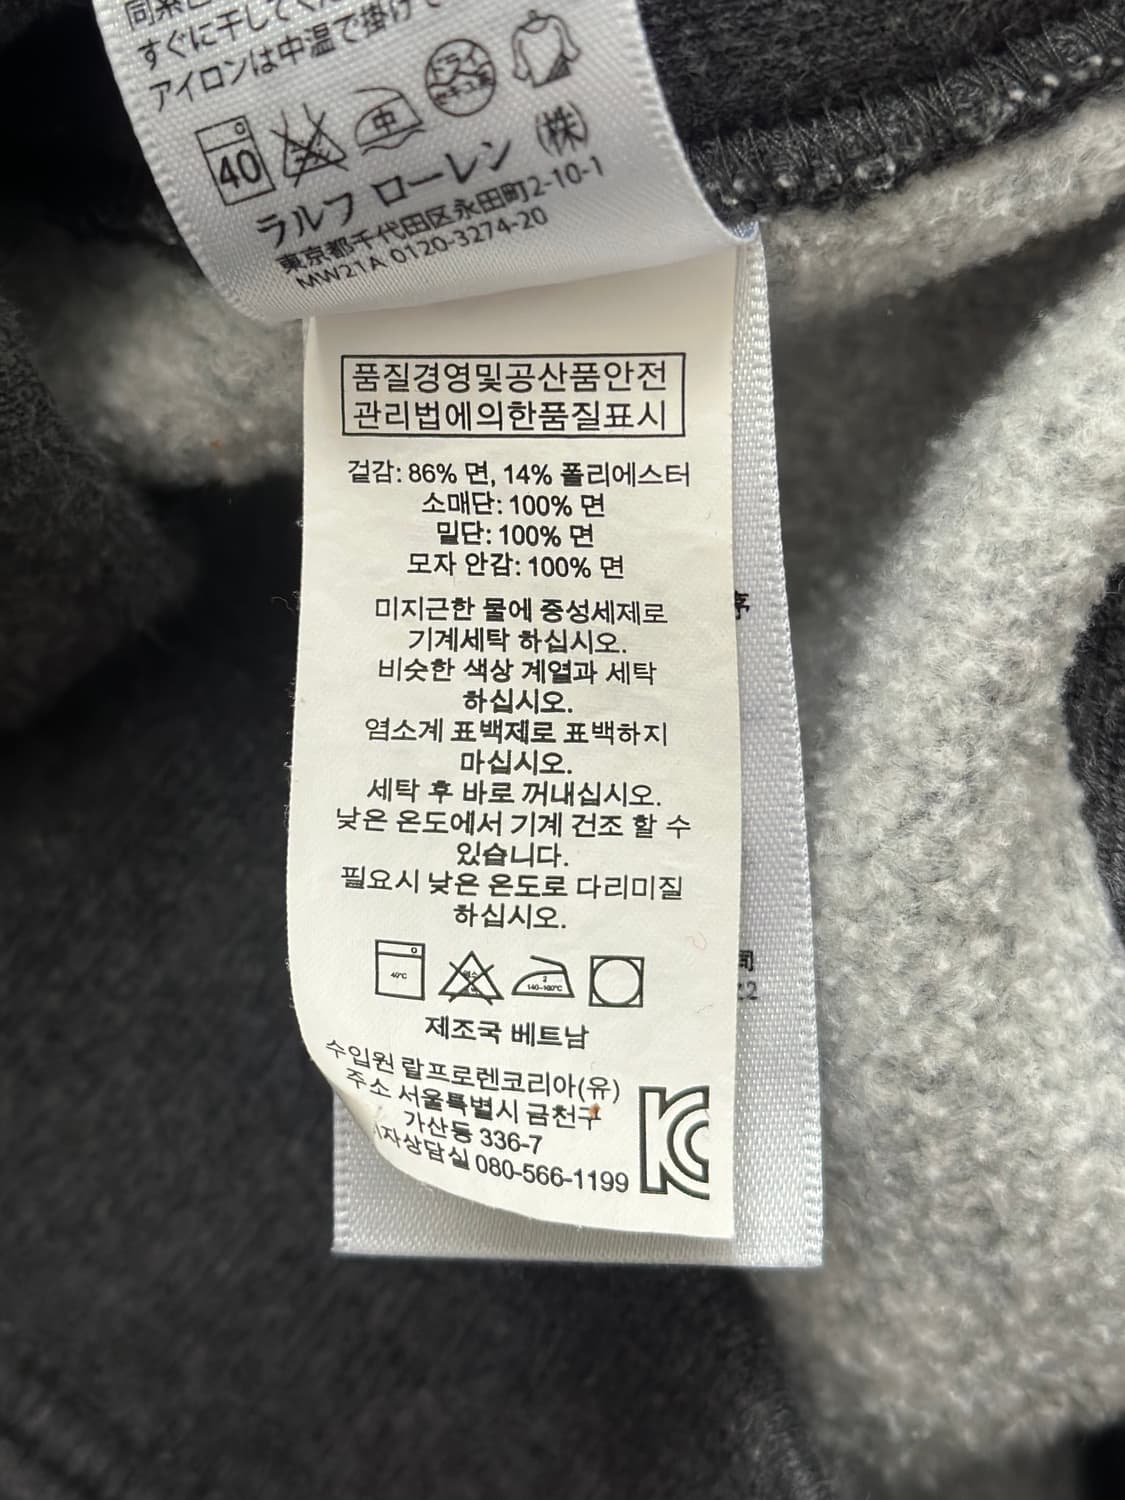 すぐに干してく
アイロンは中温で掛け
40
中
ドライ
セキユ系
ラルフ ローレン (株)
東京都千代田区永田町2-10-1
MW21A 0120-3274-20
품질경영및공산품안전
관리법에의한품질표시
겉감: 86% 면, 14% 폴리에스터
소매단: 100% 면
밑단: 100% 면
모자 안감: 100% 면
미지근한 물에 중성세제로
기계세탁 하십시오.
비슷한 색상 계열과 세탁
하십시오.
염소계 표백제로 표백하지
마십시오.
세탁 후 바로 꺼내십시오.
낮은 온도에서 기계 건조 할 수
있습니다.
필요시 낮은 온도로 다리미질
하십시오.
40℃
2
140~160℃
제조국 베트남
수입원 랄프로렌코리아(유)
주소 서울특별시 금천구
가산동 336-7
자상담실 080-566-1199